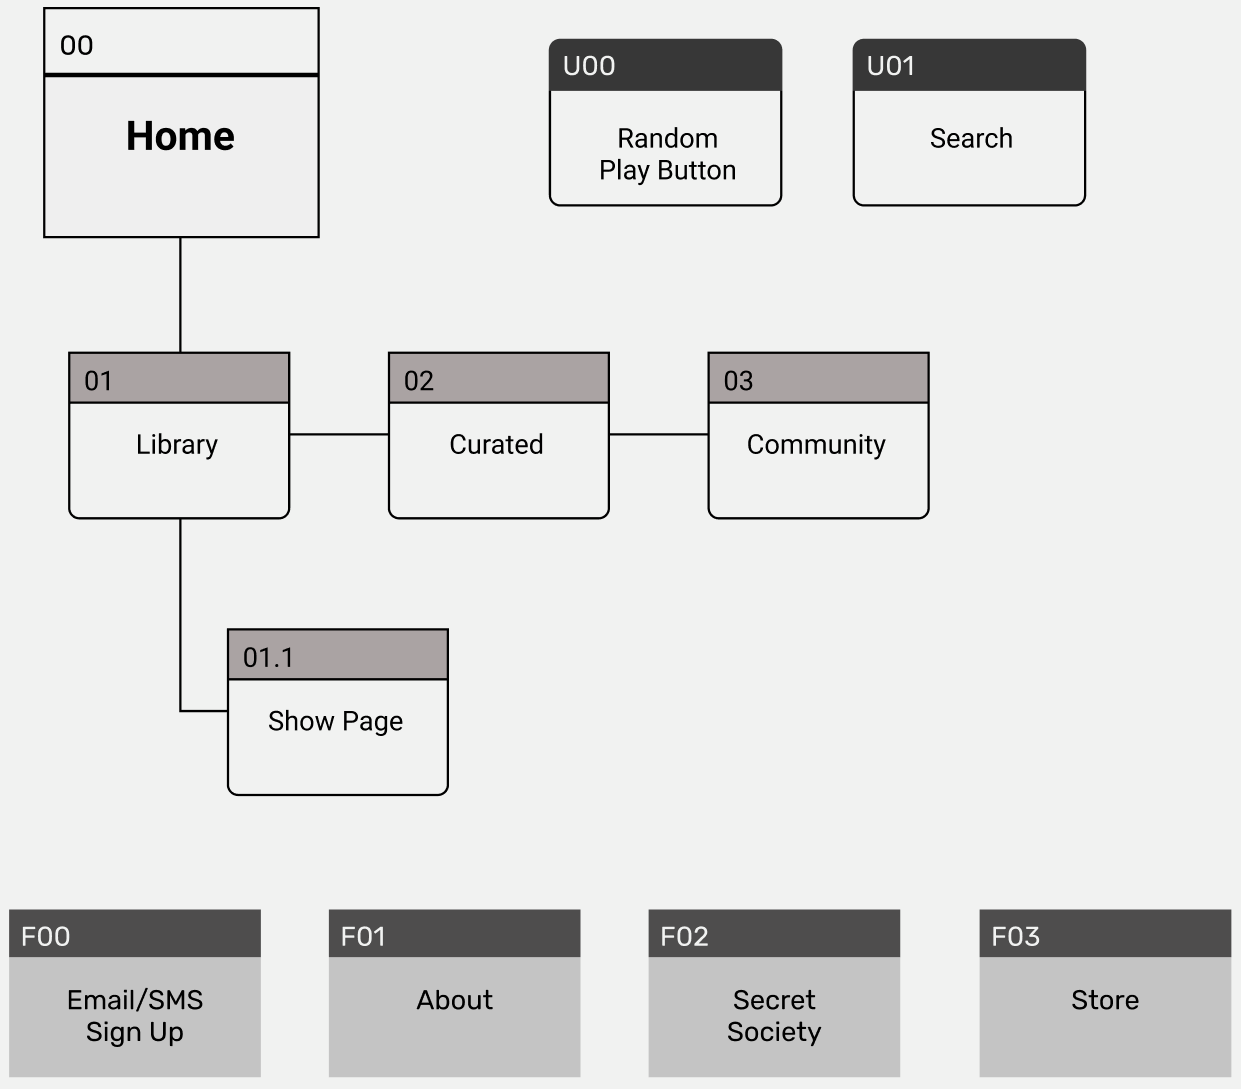 00
Home
U00
Random
Play Button
U01
Search
01
Library
02
Curated
03
Community
01.1
Show Page
F00
Email/SMS
Sign Up
F01
About
F02
Secret
Society
F03
Store